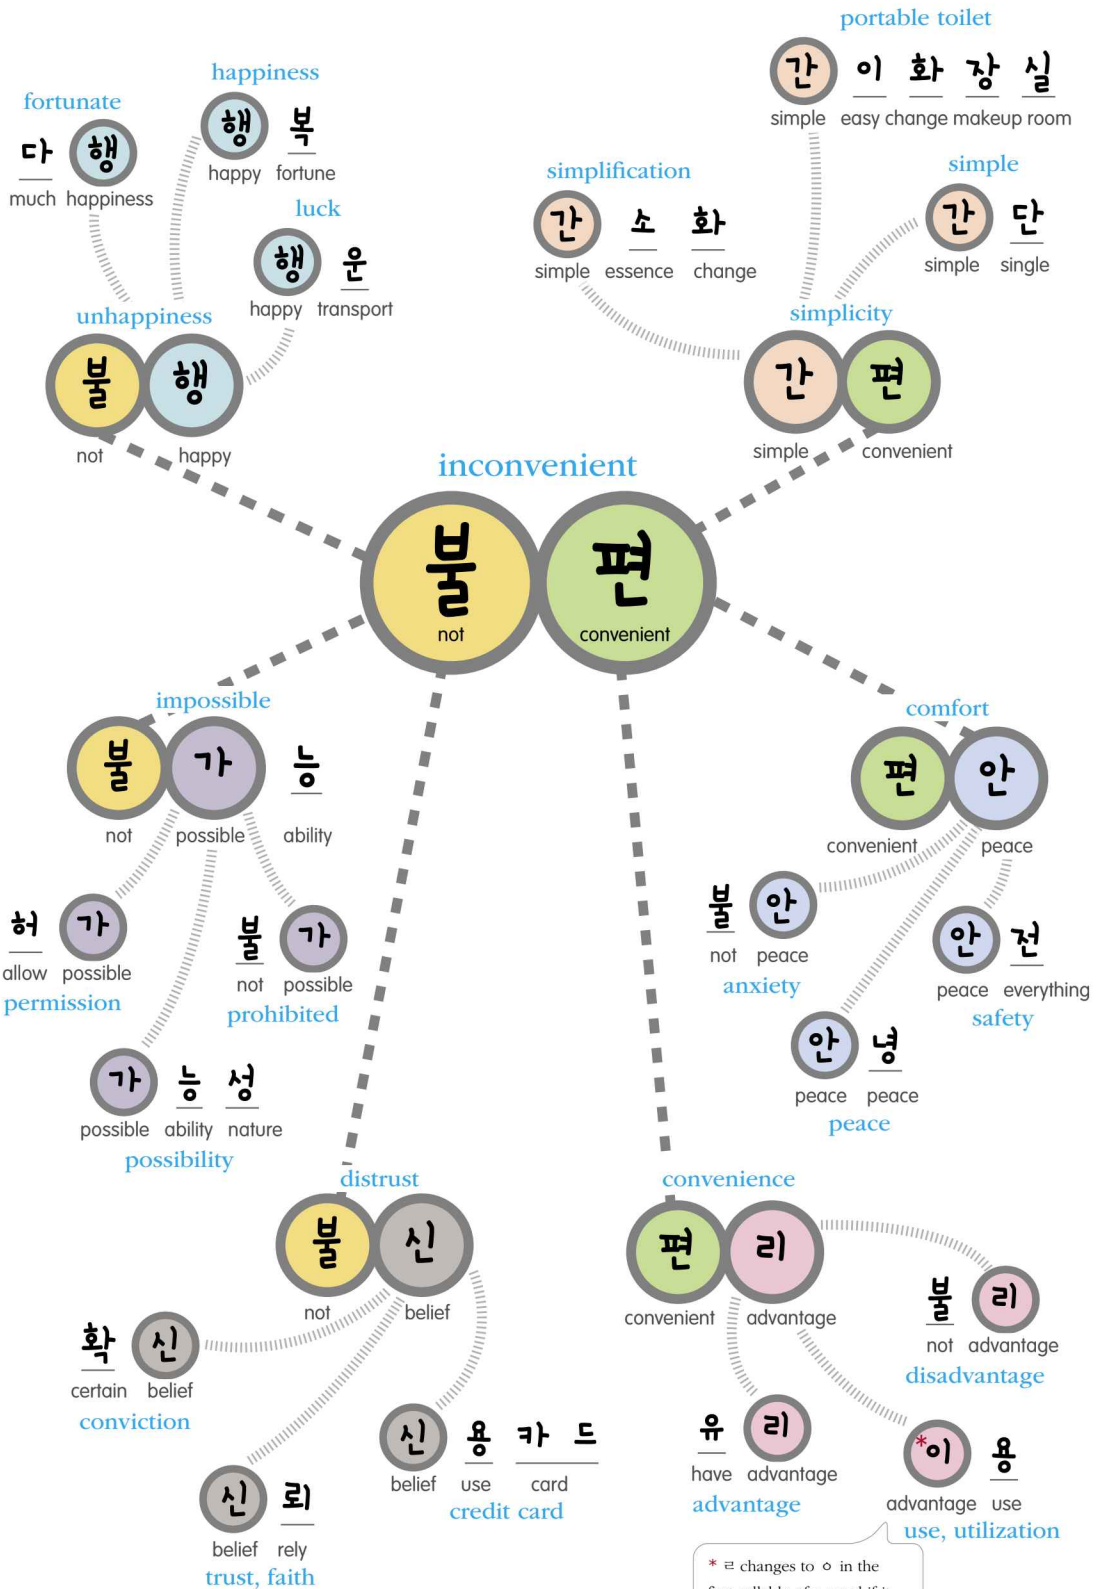 portable toilet
간 이 화 장 실
simple easy change makeup room
happiness
행 복
happy fortune
fortunate
다 행
much happiness
luck
행 운
happy transport
unhappiness
불 행
not happy
simplification
간 소 화
simple essence change
simple
간 단
simple single
simplicity
간 편
simple convenient
inconvenient
불 편
not convenient
impossible
불 가 능
not possible ability
허 가
allow possible
permission
불 가
not possible
prohibited
가 능 성
possible ability nature
possibility
comfort
편 안
convenient peace
불 안
not peace
anxiety
안 전
peace everything
safety
안 녕
peace peace
peace
distrust
불 신
not belief
확 신
certain belief
conviction
신 용 카 드
belief use card
credit card
신 뢰
belief rely
trust, faith
convenience
편 리
convenient advantage
불 리
not advantage
disadvantage
유 리
have advantage
advantage
*이 용
advantage use
use, utilization
* ㄹ changes to ㅇ in the